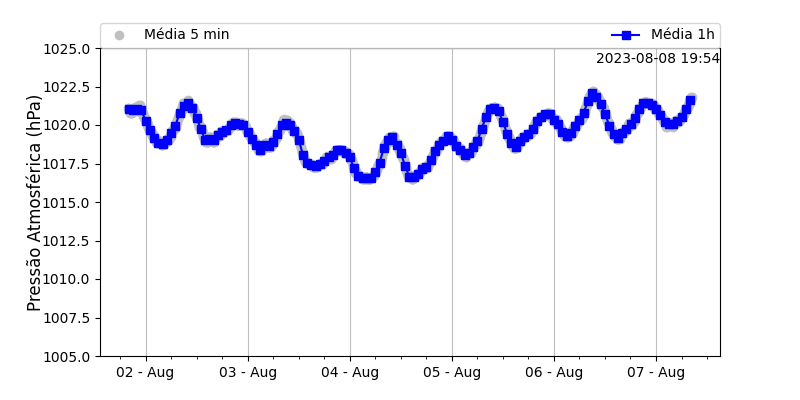 Média 5 min
Média 1h
2023-08-08 19:54
Pressão Atmosférica (hPa)
1025.0
1022.5
1020.0
1017.5
1015.0
1012.5
1010.0
1007.5
1005.0
02 - Aug
03 - Aug
04 - Aug
05 - Aug
06 - Aug
07 - Aug